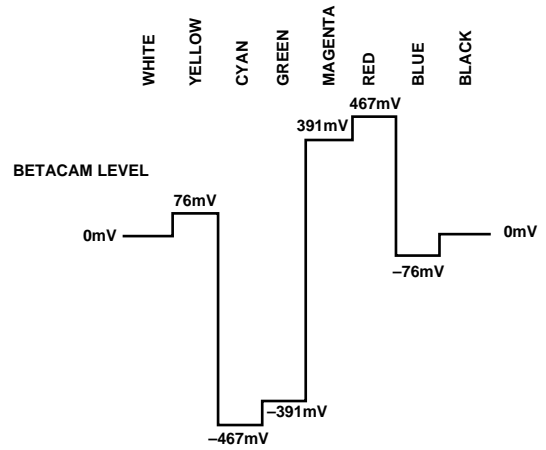 WHITE
YELLOW
CYAN
GREEN
MAGENTA
RED
BLUE
BLACK
467mV
391mV
BETACAM LEVEL
76mV
0mV
0mV
–76mV
–391mV
–467mV